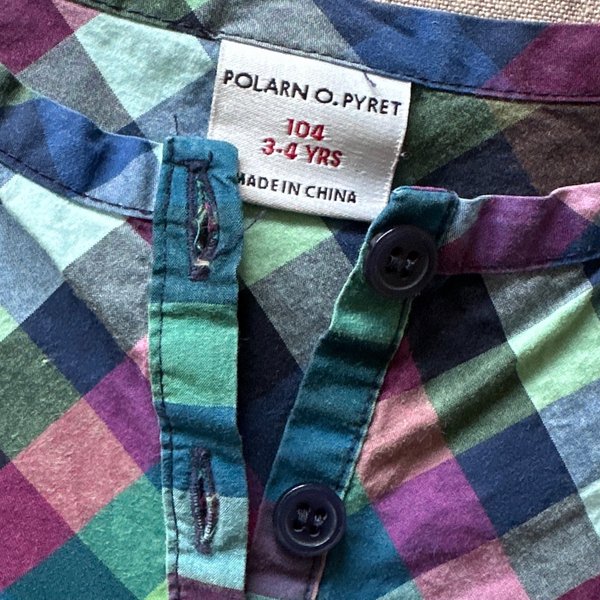 POLARN O. PYRET
104
3-4 YRS
MADE IN CHINA